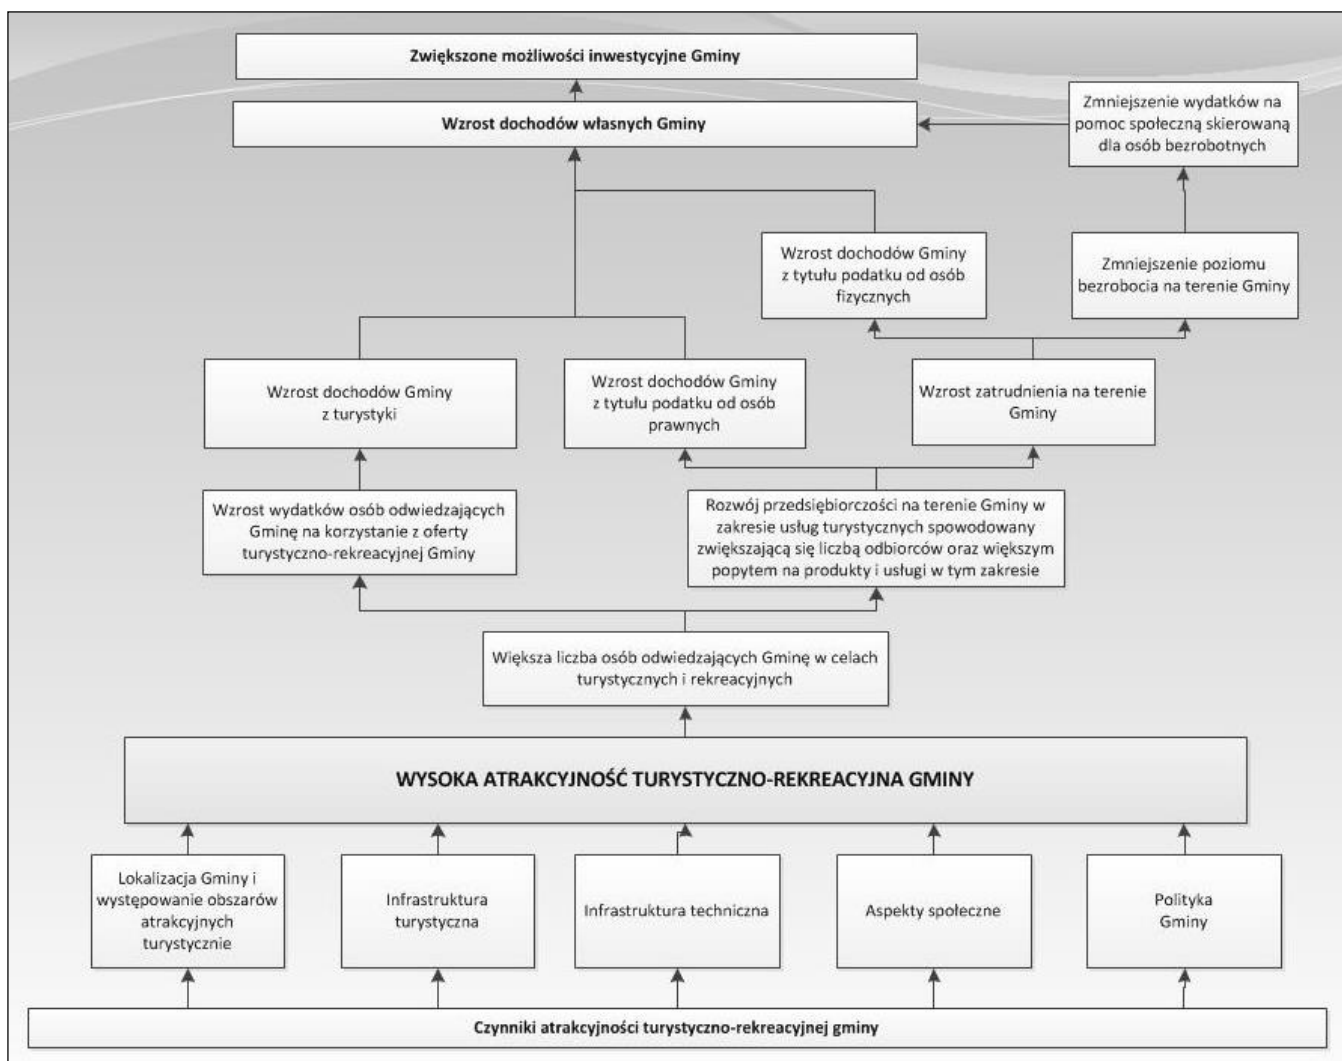 Zwiększone możliwości inwestycyjne Gminy
Wzrost dochodów własnych Gminy
Zmniejszenie wydatków na
pomoc społeczną skierowaną
dla osób bezrobotnych
Wzrost dochodów Gminy
z tytułu podatku od osób
fizycznych
Zmniejszenie poziomu
bezrobocia na terenie Gminy
Wzrost dochodów Gminy
z turystyki
Wzrost dochodów Gminy
z tytułu podatku od osób
prawnych
Wzrost zatrudnienia na terenie
Gminy
Wzrost wydatków osób odwiedzających
Gminę na korzystanie z oferty
turystyczno-rekreacyjnej Gminy
Rozwój przedsiębiorczości na terenie Gminy w
zakresie usług turystycznych spowodowany
zwiększającą się liczbą odbiorców oraz większym
popytem na produkty i usługi w tym zakresie
Większa liczba osób odwiedzających Gminę w celach
turystycznych i rekreacyjnych
WYSOKA ATRAKCYJNOŚĆ TURYSTYCZNO-REKREACYJNA GMINY
Lokalizacja Gminy i
występowanie obszarów
atrakcyjnych
turystycznie
Infrastruktura
turystyczna
Infrastruktura techniczna
Aspekty społeczne
Polityka
Gminy
Czynniki atrakcyjności turystyczno-rekreacyjnej gminy